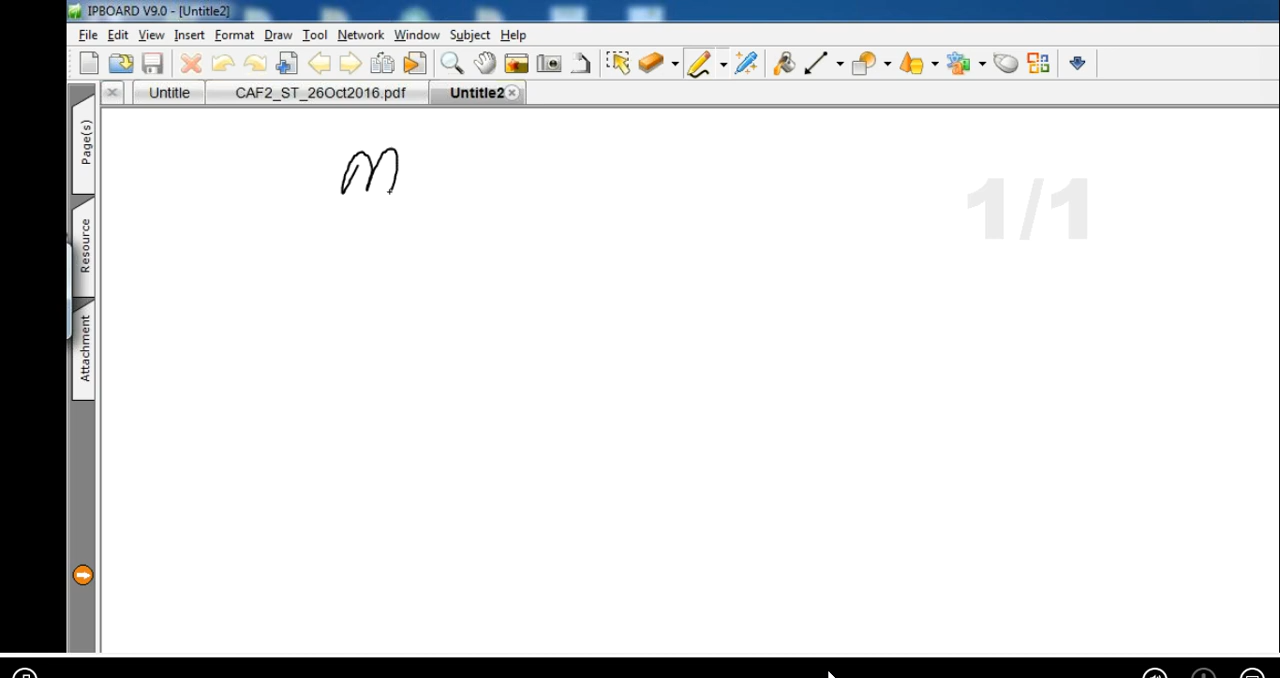 IPBOARD V9.0 - [Untitle2]
File Edit View Insert Format Draw Tool Network Window Subject Help
Untitle CAF2_ST_26Oct2016.pdf Untitle2
Page(s)
Resource
Attachment
m
1/1